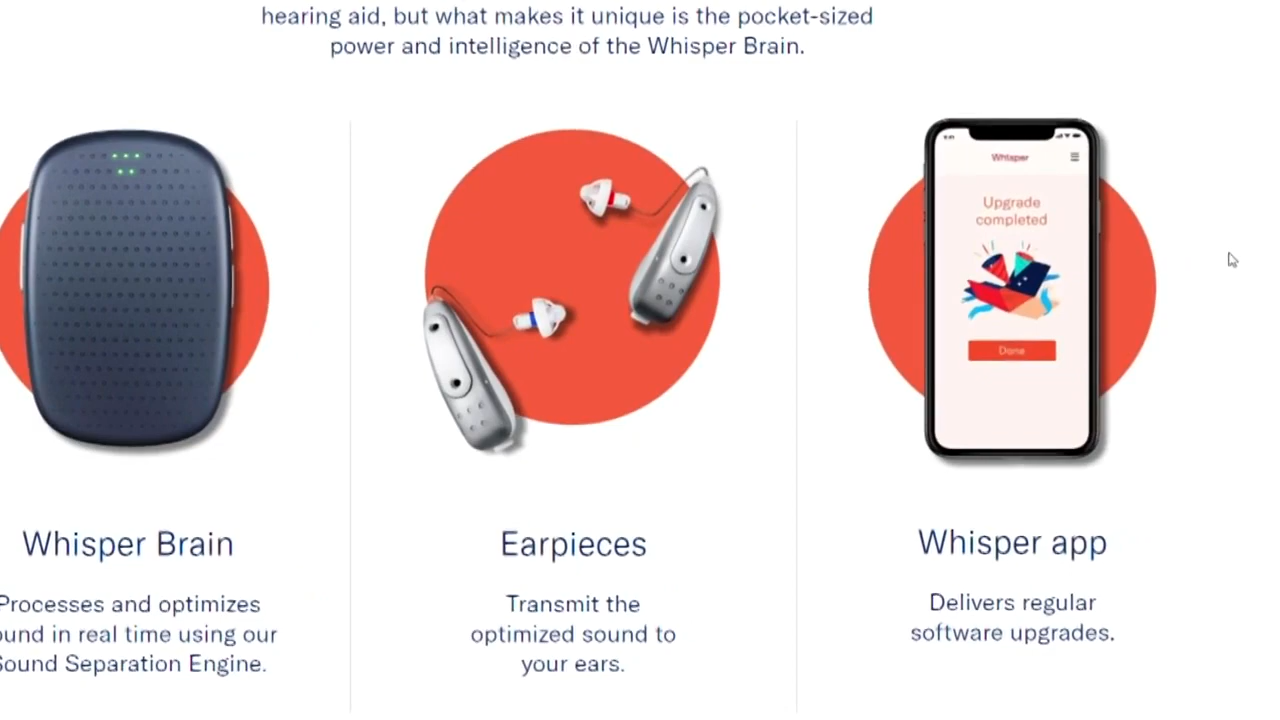 hearing aid, but what makes it unique is the pocket-sized
power and intelligence of the Whisper Brain.
Whisper
Upgrade
completed
Done
Whisper Brain
Processes and optimizes
ound in real time using our
Sound Separation Engine.
Earpieces
Transmit the
optimized sound to
your ears.
Whisper app
Delivers regular
software upgrades.